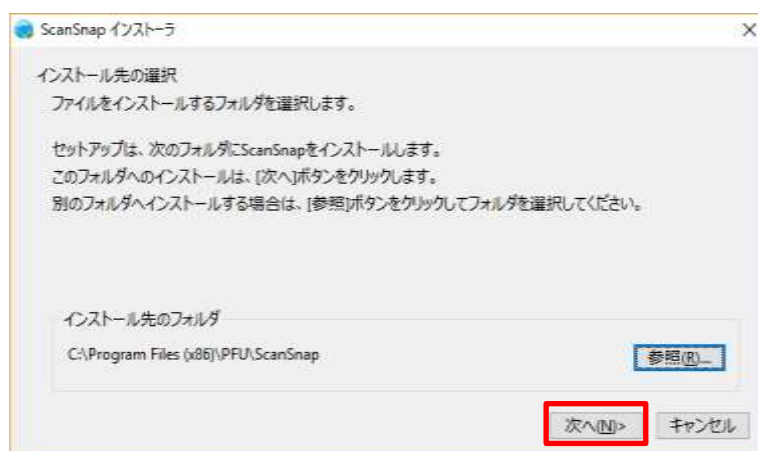 ScanSnap インストーラ
インストール先の選択
ファイルをインストールするフォルダを選択します。
セットアップは、次のフォルダにScanSnapをインストールします。
このフォルダへのインストールは、[次へ]ボタンをクリックします。
別のフォルダへインストールする場合は、[参照]ボタンをクリックしてフォルダを選択してください。
インストール先のフォルダ
C:\Program Files (x86)\PFU\ScanSnap
参照(R)...
次へ(N)>
キャンセル